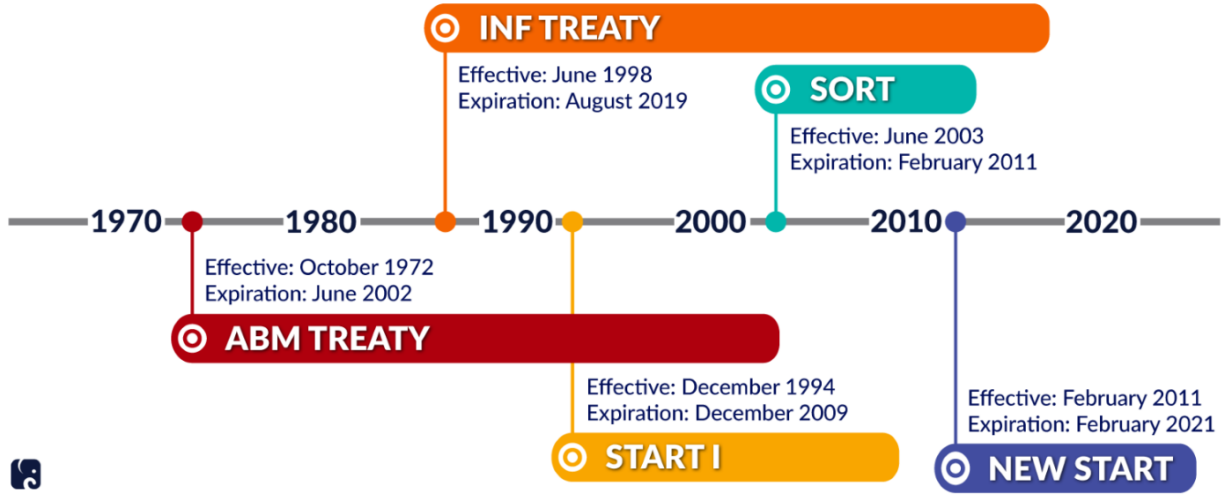 INF TREATY
Effective: June 1998
Expiration: August 2019
SORT
Effective: June 2003
Expiration: February 2011
1970 1980 1990 2000 2010 2020
Effective: October 1972
Expiration: June 2002
ABM TREATY
Effective: December 1994
Expiration: December 2009
START I
Effective: February 2011
Expiration: February 2021
NEW START